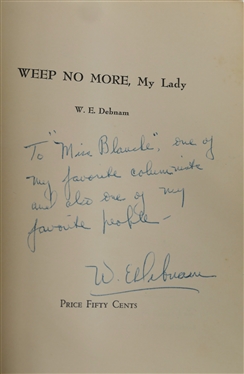 WEEP NO MORE, My Lady
W. E. Debnam
To "Miss Blanche", one of
my favorite columnists
and also one of my
favorite people—
W. E. Debnam
PRICE FIFTY CENTS